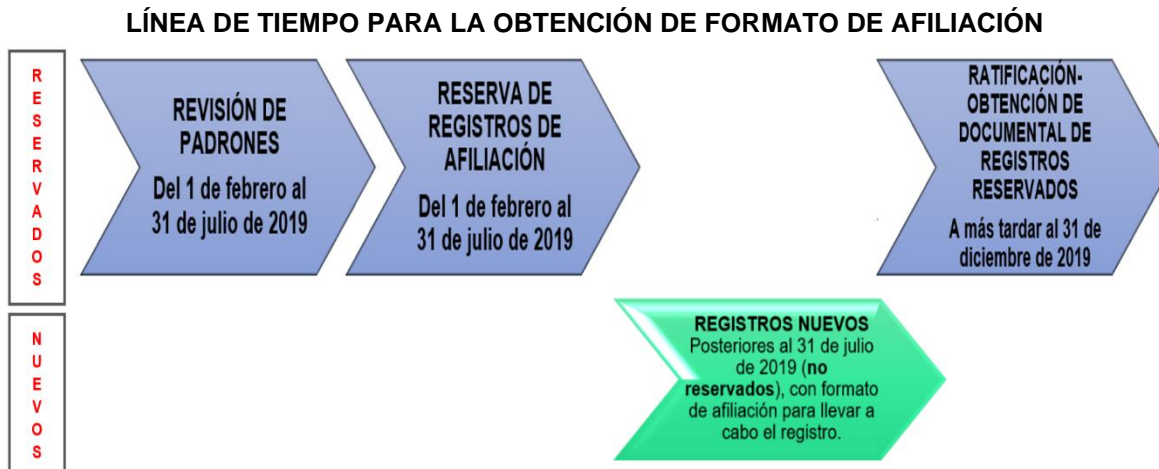 LÍNEA DE TIEMPO PARA LA OBTENCIÓN DE FORMATO DE AFILIACIÓN
R
E
S
E
R
V
A
D
O
S
REVISIÓN DE
PADRONES
Del 1 de febrero al
31 de julio de 2019
RESERVA DE
REGISTROS DE
AFILIACIÓN
Del 1 de febrero al
31 de julio de 2019
RATIFICACIÓN-
OBTENCIÓN DE
DOCUMENTAL DE
REGISTROS
RESERVADOS
A más tardar al 31 de
diciembre de 2019
N
U
E
V
O
S
REGISTROS NUEVOS
Posteriores al 31 de julio
de 2019 (no
reservados), con formato
de afiliación para llevar a
cabo el registro.